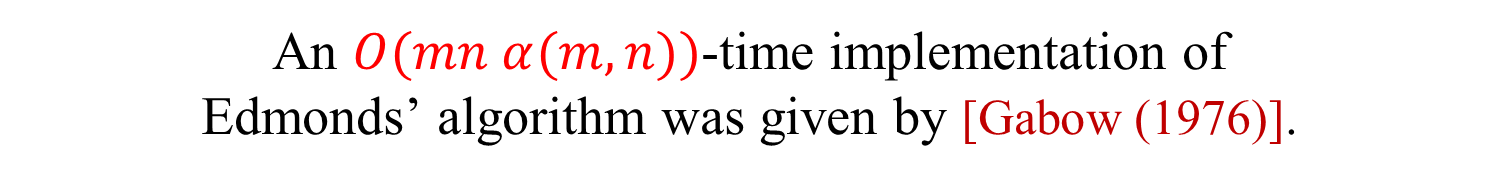 An O(mn α(m, n))-time implementation of
Edmonds’ algorithm was given by [Gabow (1976)].